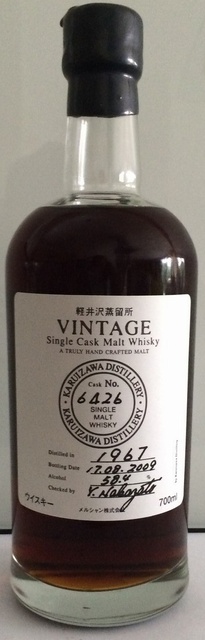 軽井沢蒸留所
VINTAGE
Single Cask Malt Whisky
A TRULY HAND CRAFTED MALT
KARUIZAWA DISTILLERY
Cask No.
6426
SINGLE
MALT
WHISKY
KARUIZAWA DISTILLERY
Distilled in 1967
Bottling Date 17.08.2009
Alcohol 58.4 %
Checked by
ウイスキー 700ml
メルシャン株式会社